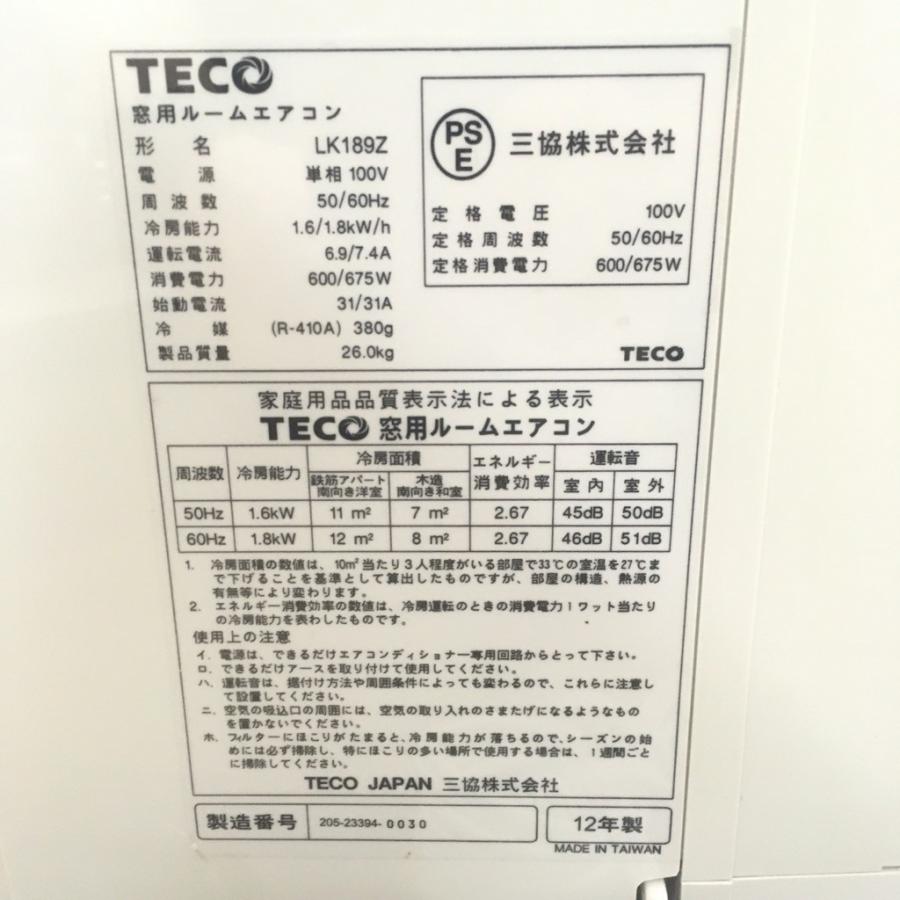 TECO
窓用ルームエアコン
形 名 LK189Z
電 源 単相 100V
周 波 数 50/60Hz
冷房能力 1.6/1.8kW/h
運転電流 6.9/7.4A
消費電力 600/675W
始動電流 31/31A
冷 媒 (R-410A) 380g
製品質量 26.0kg
PS
E
三協株式会社
定 格 電 圧 100V
定 格 周 波 数 50/60Hz
定格消費電力 600/675W
TECO
家庭用品品質表示法による表示
TECO 窓用ルームエアコン
周波数 冷房能力 冷房面積 エネルギー消費効率 運転音
鉄筋アパート南向き洋室 木造南向き和室 室内 室外
50Hz 1.6kW 11 m² 7 m² 2.67 45dB 50dB
60Hz 1.8kW 12 m² 8 m² 2.67 46dB 51dB
1. 冷房面積の数値は、10㎡当たり3人程度がいる部屋で33℃の室温を27℃ま
で下げることを基準として算出したものですが、部屋の構造、熱源の
有無等により変わります。
2. エネルギー消費効率の数値は、冷房運転のときの消費電力1ワット当たり
の冷房能力を表わしたものです。
使用上の注意
イ. 電源は、できるだけエアコンディショナー専用回路からとって下さい。
ロ. できるだけアースを取り付けて使用してください。
ハ. 運転音は、据付け方法や周囲条件によっても変わるので、これらに注意し
て設置してください。
ニ. 空気の吸込口の周囲には、空気の取り入れのさまたげになるようなもの
を置かないでください。
ホ. フィルターにほこりがたまると、冷房能力が落ちるので、シーズンの始
めには必ず掃除し、特にほこりの多い場所で使用する場合は、1週間ごと
に掃除してください。
TECO JAPAN 三協株式会社
製造番号 205-23394-0030
12年製
MADE IN TAIWAN